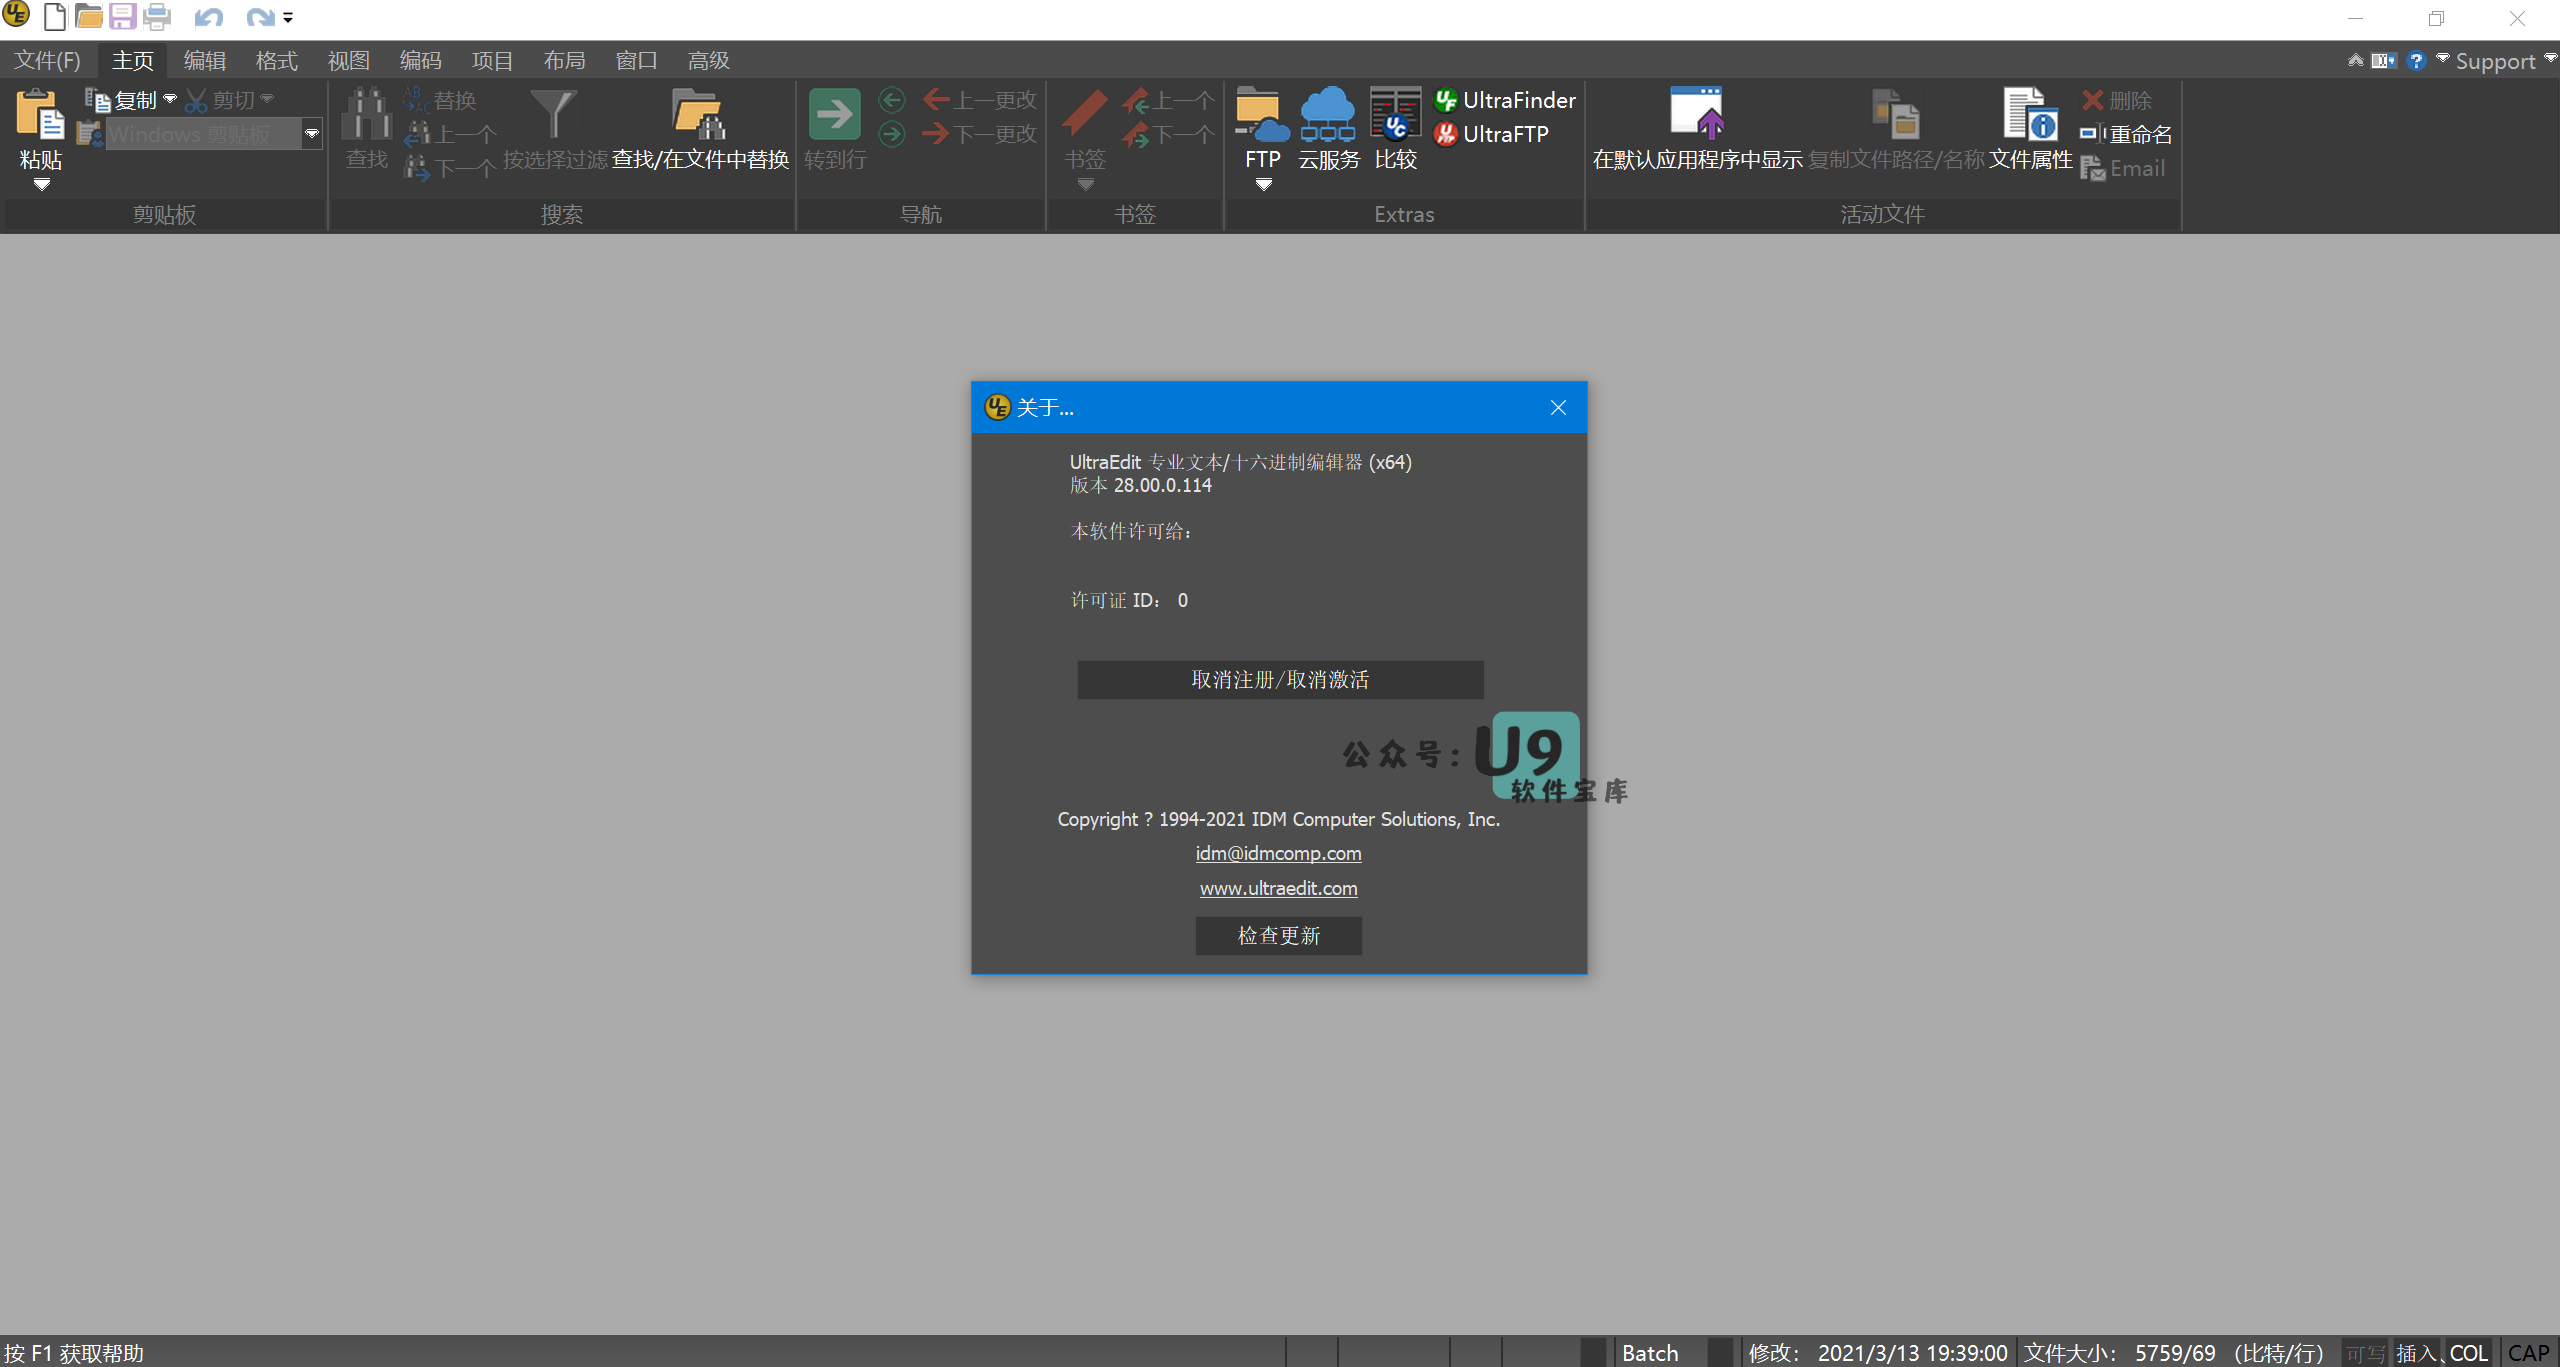 文件(F) 主页 编辑 格式 视图 编码 项目 布局 窗口 高级 Support
粘贴
复制
剪切
Windows 剪贴板
剪贴板
查找
替换
上一个
下一个
按选择过滤
查找/在文件中替换
搜索
转到行
上一更改
下一更改
导航
书签
上一个
下一个
书签
FTP
云服务
比较
UltraFinder
UltraFTP
Extras
在默认应用程序中显示
复制文件路径/名称
文件属性
删除
重命名
Email
活动文件
关于...
UltraEdit 专业文本/十六进制编辑器 (x64)
版本 28.00.0.114
本软件许可给：
许可证 ID： 0
取消注册/取消激活
公众号：U9
软件宝库
Copyright ? 1994-2021 IDM Computer Solutions, Inc.
idm@idmcomp.com
www.ultraedit.com
检查更新
按 F1 获取帮助 Batch 修改： 2021/3/13 19:39:00 文件大小： 5759/69 （比特/行） 可写 插入 COL CAP